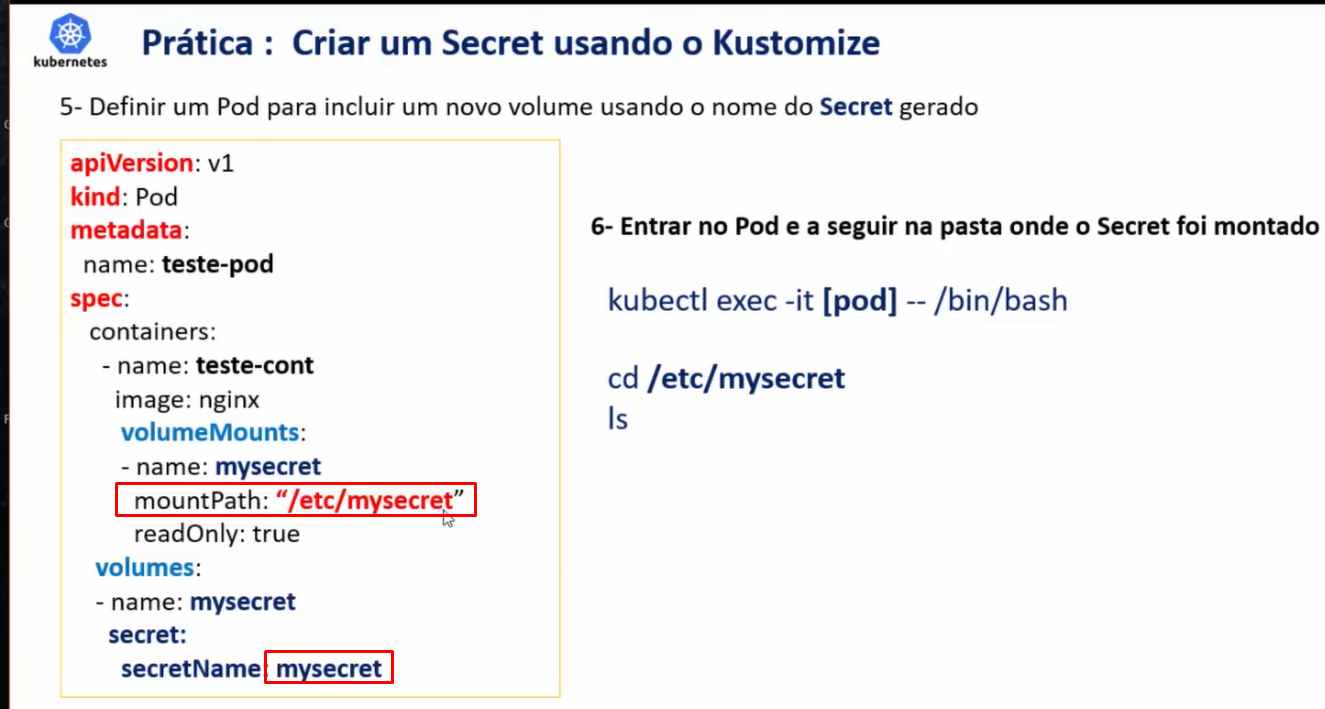 kubernetes
Prática : Criar um Secret usando o Kustomize
5- Definir um Pod para incluir um novo volume usando o nome do Secret gerado
apiVersion: v1
kind: Pod
metadata:
name: teste-pod
spec:
containers:
- name: teste-cont
image: nginx
volumeMounts:
- name: mysecret
mountPath: “/etc/mysecret”
readOnly: true
volumes:
- name: mysecret
secret:
secretName: mysecret
6- Entrar no Pod e a seguir na pasta onde o Secret foi montado
kubectl exec -it [pod] -- /bin/bash
cd /etc/mysecret
ls